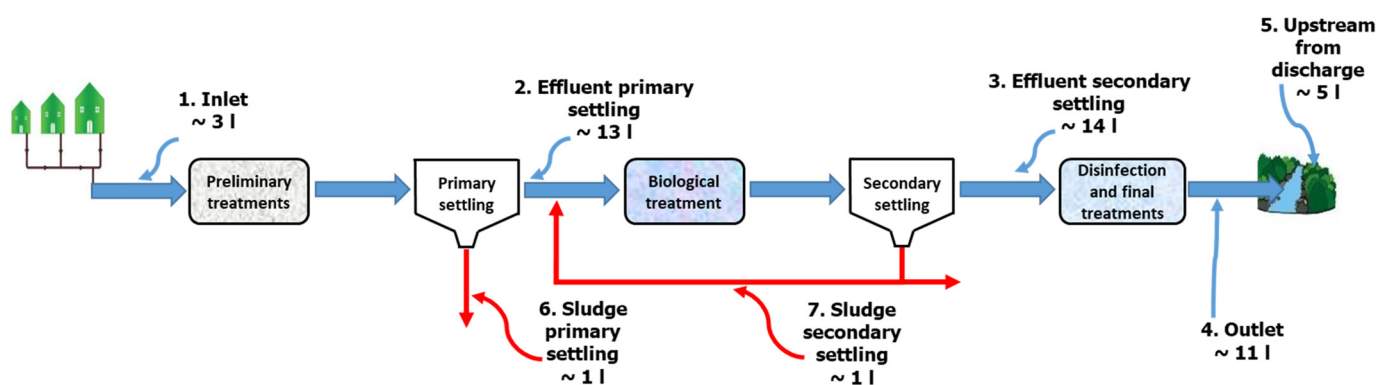 1. Inlet
~ 3 l
Preliminary
treatments
Primary
settling
2. Effluent primary
settling
~ 13 l
Biological
treatment
Secondary
settling
3. Effluent secondary
settling
~ 14 l
Disinfection
and final
treatments
5. Upstream
from
discharge
~ 5 l
6. Sludge
primary
settling
~ 1 l
7. Sludge
secondary
settling
~ 1 l
4. Outlet
~ 11 l